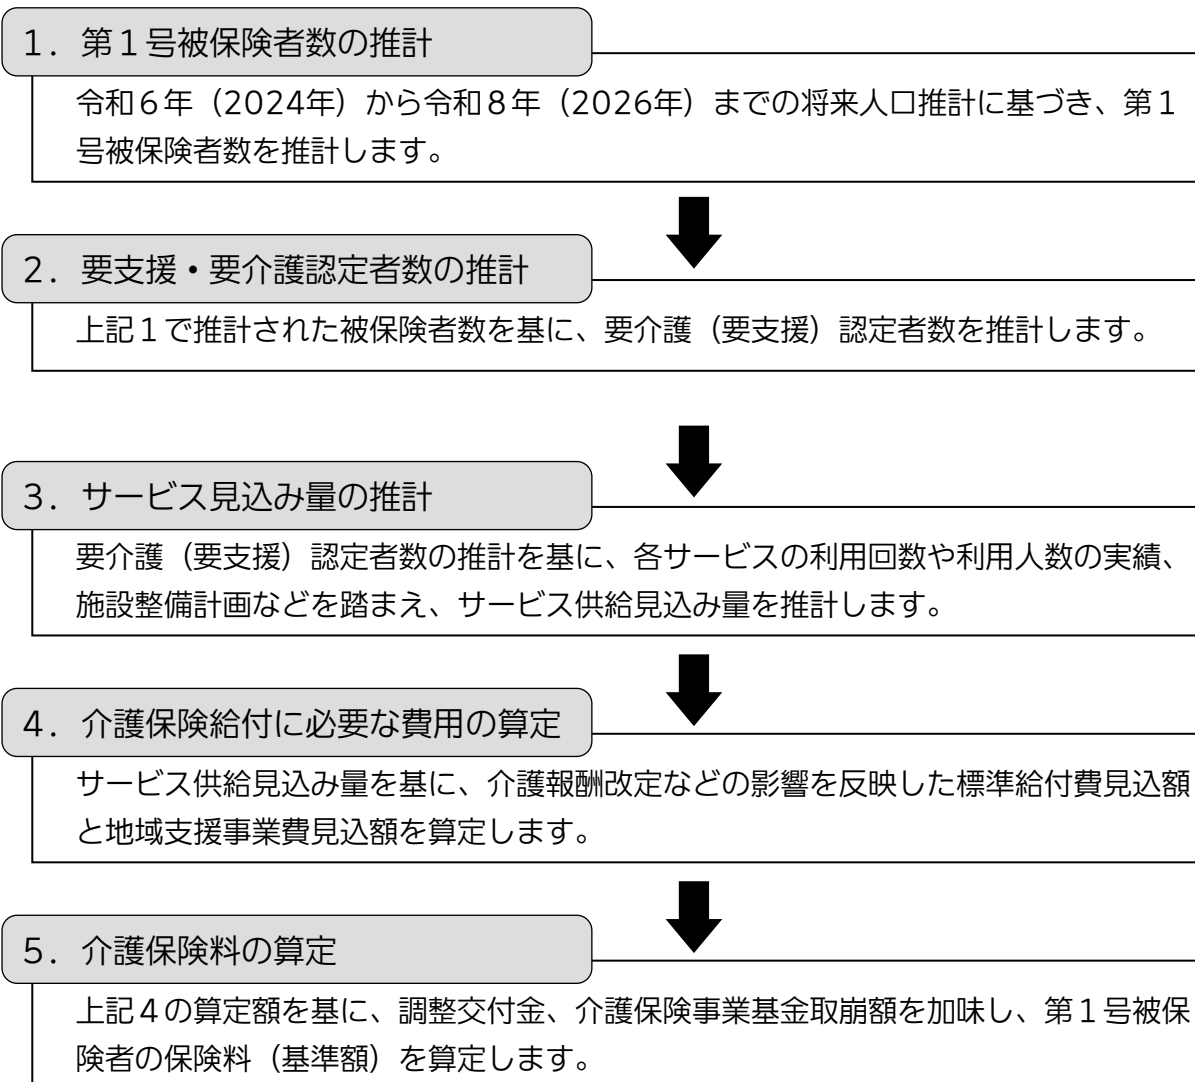 １．第１号被保険者数の推計
令和６年（2024年）から令和８年（2026年）までの将来人口推計に基づき、第１
号被保険者数を推計します。
２．要支援・要介護認定者数の推計
上記１で推計された被保険者数を基に、要介護（要支援）認定者数を推計します。
３．サービス見込み量の推計
要介護（要支援）認定者数の推計を基に、各サービスの利用回数や利用人数の実績、
施設整備計画などを踏まえ、サービス供給見込み量を推計します。
４．介護保険給付に必要な費用の算定
サービス供給見込み量を基に、介護報酬改定などの影響を反映した標準給付費見込額
と地域支援事業費見込額を算定します。
５．介護保険料の算定
上記４の算定額を基に、調整交付金、介護保険事業基金取崩額を加味し、第１号被保
険者の保険料（基準額）を算定します。